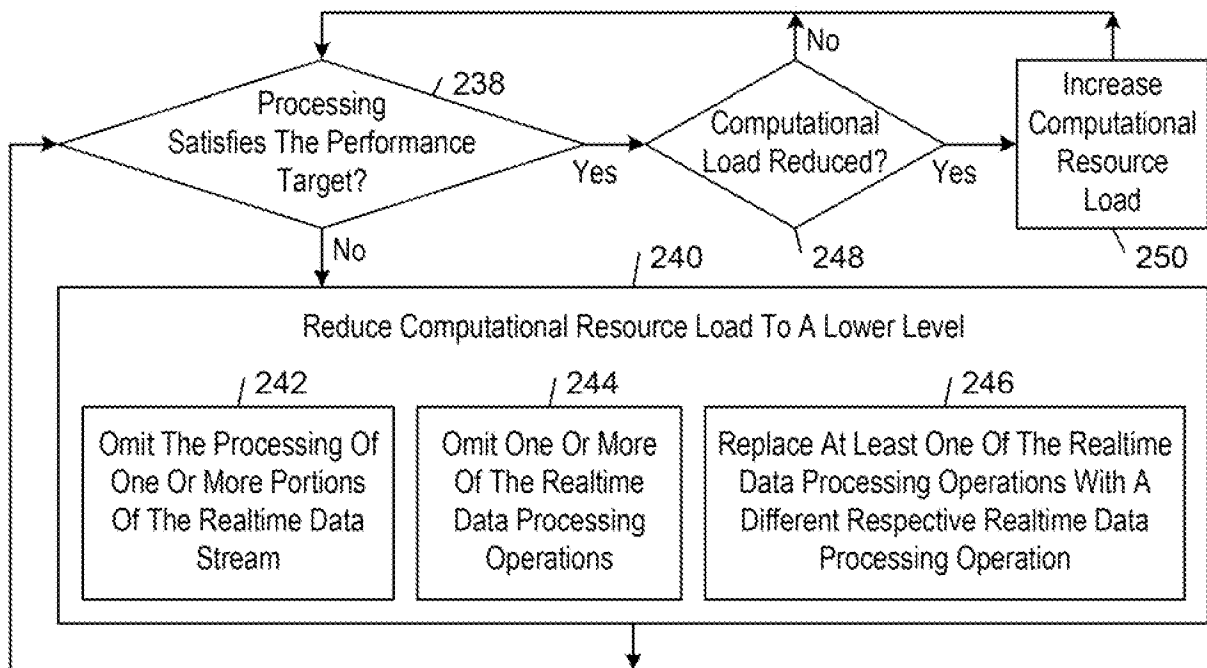 No
238
Processing
Satisfies The Performance
Target?
Yes
Computational
Load Reduced?
Yes
Increase
Computational
Resource
Load
No
240
248
250
Reduce Computational Resource Load To A Lower Level
242
244
246
Omit The Processing Of
One Or More Portions
Of The Realtime Data
Stream
Omit One Or More
Of The Realtime
Data Processing
Operations
Replace At Least One Of The Realtime
Data Processing Operations With A
Different Respective Realtime Data
Processing Operation